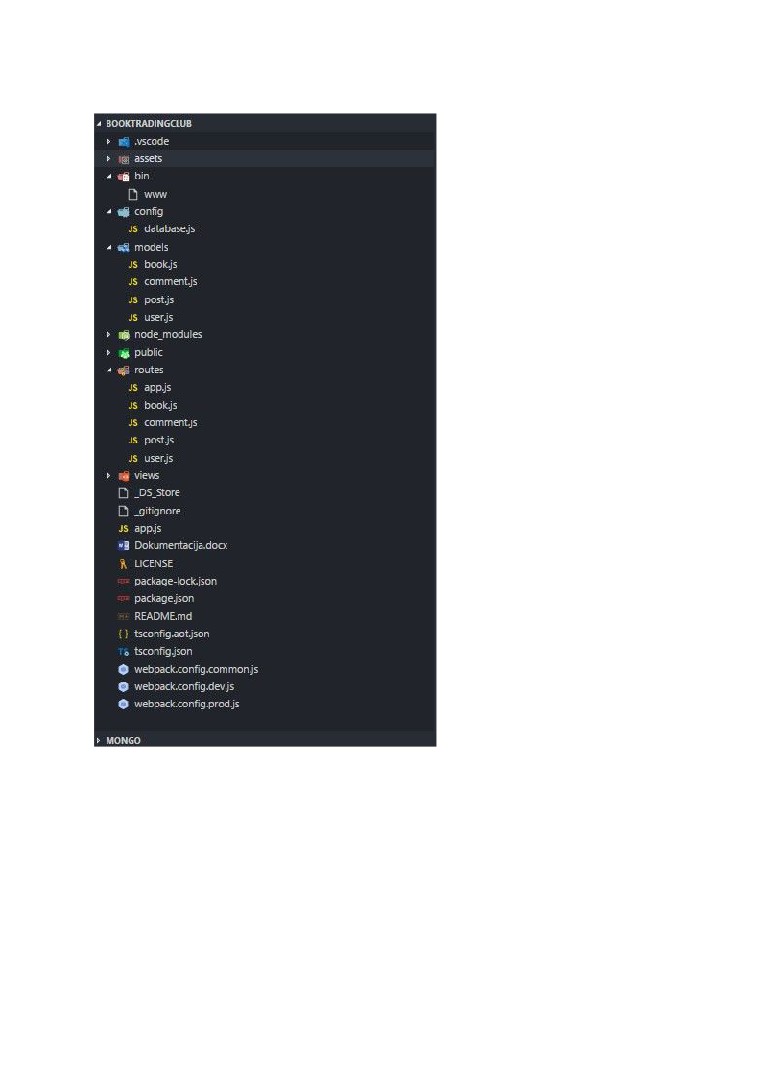 BOOKTRADINGCLUB
.vscode
assets
bin
www
config
JS database.js
models
JS book.js
JS comment.js
JS post.js
JS user.js
node_modules
public
routes
JS app.js
JS book.js
JS comment.js
JS post.js
JS user.js
views
_DS_Store
_gitignore
JS app.js
Dokumentacija.docx
LICENSE
package-lock.json
package.json
README.md
{ } tsconfig.aot.json
TS tsconfig.json
webpack.config.common.js
webpack.config.dev.js
webpack.config.prod.js
MONGO